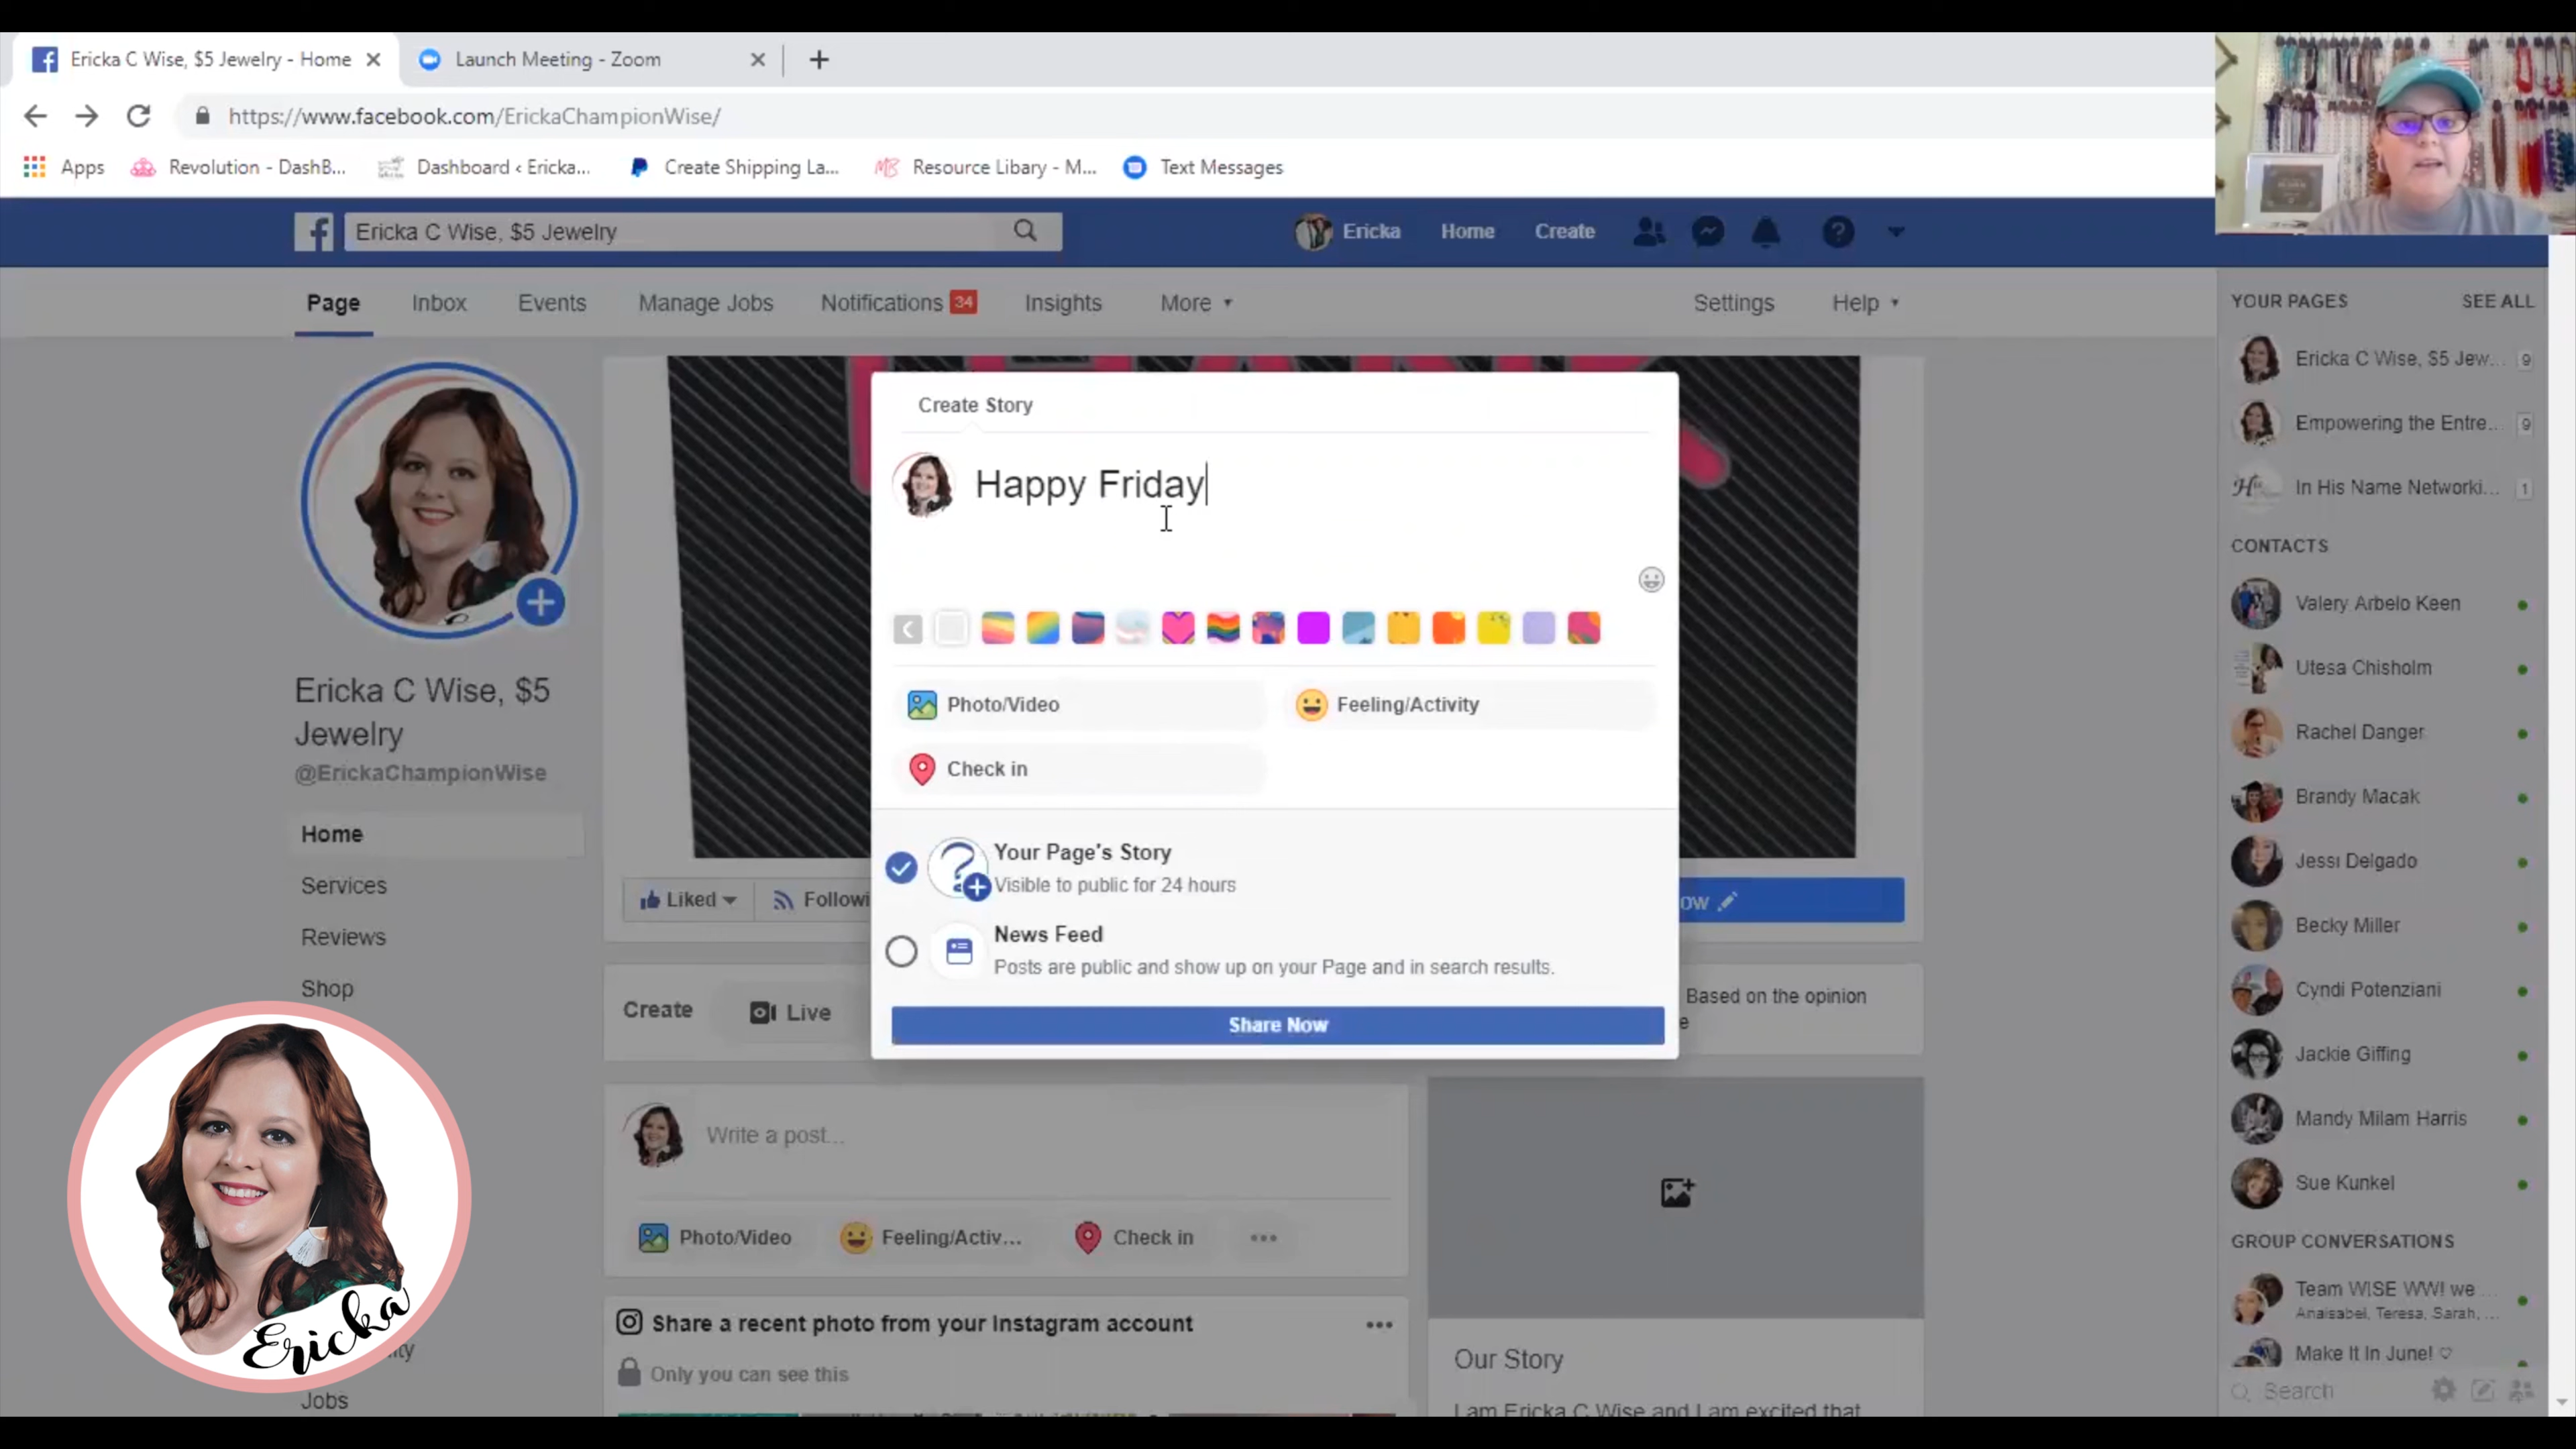 Ericka C Wise, $5 Jewelry - Home
Launch Meeting - Zoom
https://www.facebook.com/ErickaChampionWise/
Apps
Revolution - DashB...
Dashboard ‹ Ericka...
Create Shipping La...
Resource Libary - M...
Text Messages
Ericka C Wise, $5 Jewelry
Ericka
Home
Create
Page
Inbox
Events
Manage Jobs
Notifications 34
Insights
More
Settings
Help
Ericka C Wise, $5
Jewelry
@ErickaChampionWise
Home
Services
Reviews
Shop
Jobs
Ericka
Create Story
Happy Friday
Photo/Video
Feeling/Activity
Check in
Your Page's Story
Visible to public for 24 hours
News Feed
Posts are public and show up on your Page and in search results.
Share Now
Liked
Followi
ow
Create
Live
Based on the opinion
Write a post...
Photo/Video
Feeling/Activ...
Check in
Share a recent photo from your Instagram account
Only you can see this
Our Story
I am Ericka C Wise and I am excited that
YOUR PAGES
SEE ALL
Ericka C Wise, $5 Jew... 9
Empowering the Entre... 9
In His Name Networki... 1
CONTACTS
Valery Arbelo Keen
Utesa Chisholm
Rachel Danger
Brandy Macak
Jessi Delgado
Becky Miller
Cyndi Potenziani
Jackie Giffing
Mandy Milam Harris
Sue Kunkel
GROUP CONVERSATIONS
Team WISE WW! we ...
Anaisabel, Teresa, Sarah, ...
Make It In June! ♡
Search